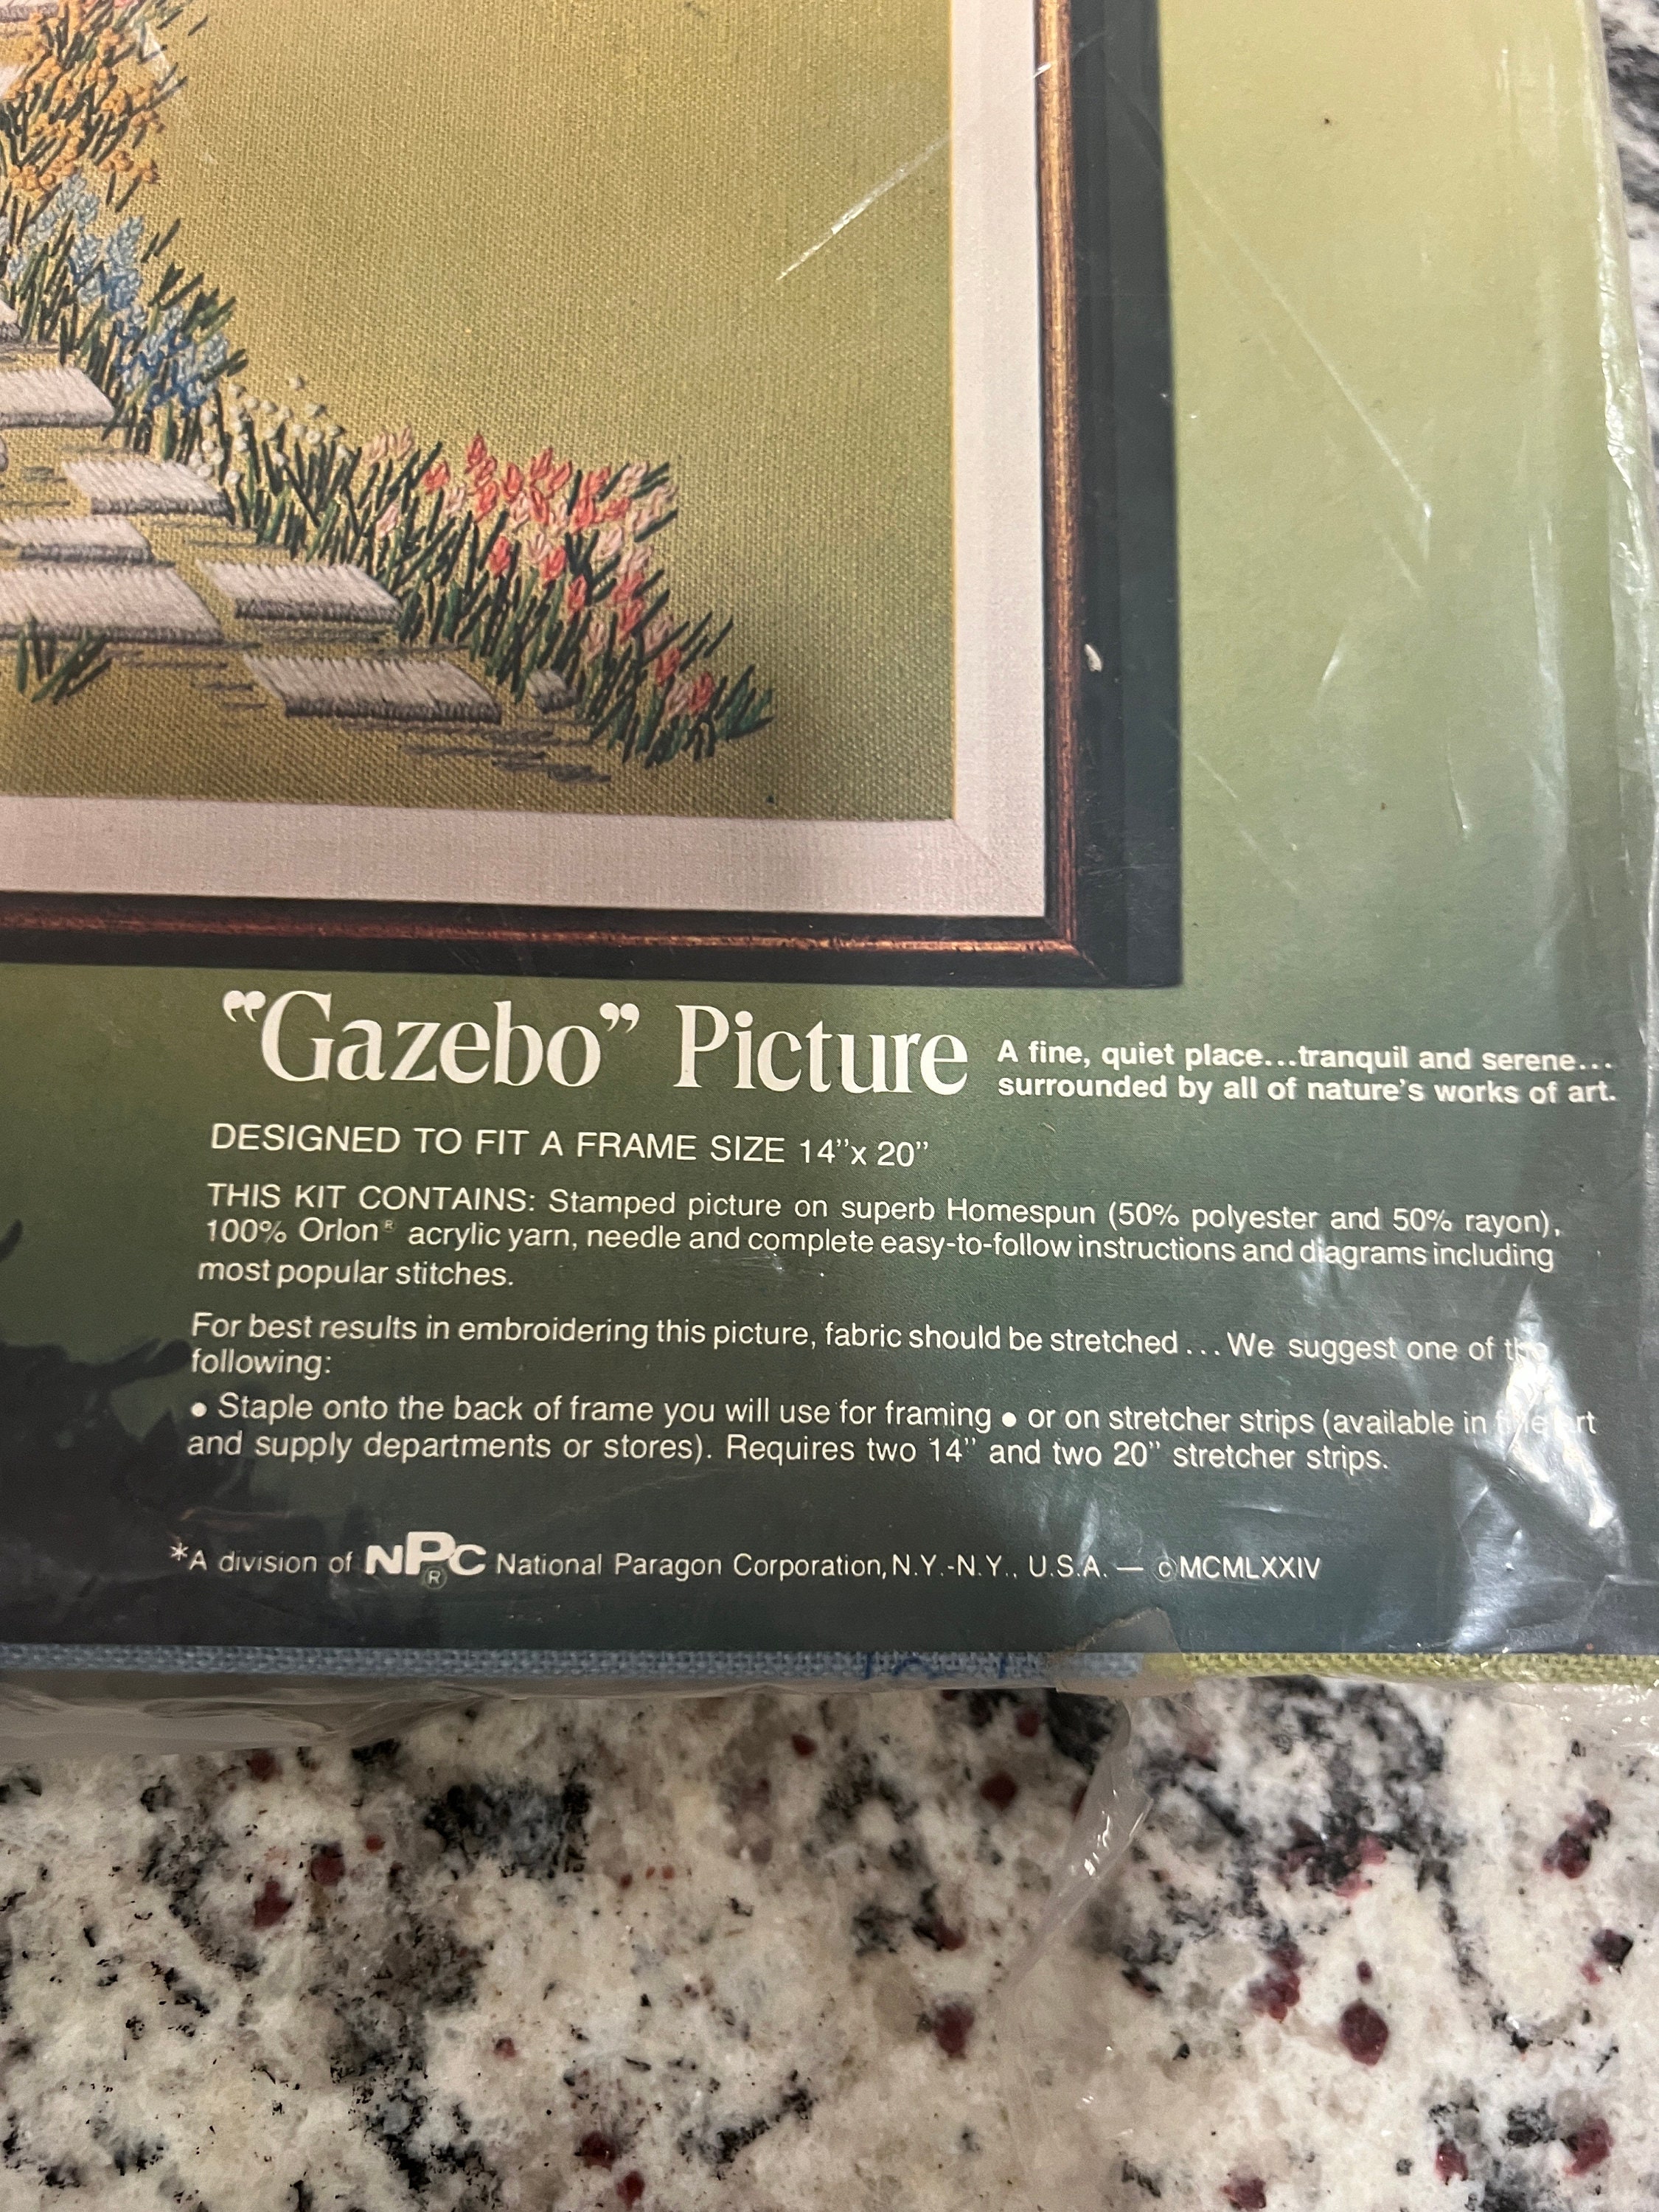 “Gazebo” Picture
A fine, quiet place...tranquil and serene...
surrounded by all of nature's works of art.
DESIGNED TO FIT A FRAME SIZE 14"x 20"
THIS KIT CONTAINS: Stamped picture on superb Homespun (50% polyester and 50% rayon),
100% Orlon® acrylic yarn, needle and complete easy-to-follow instructions and diagrams including
most popular stitches.
For best results in embroidering this picture, fabric should be stretched ... We suggest one of the
following:
• Staple onto the back of frame you will use for framing • or on stretcher strips (available in fine art
and supply departments or stores). Requires two 14" and two 20" stretcher strips.
*A division of NPC® National Paragon Corporation, N.Y.-N.Y., U.S.A. — ©MCMLXXIV